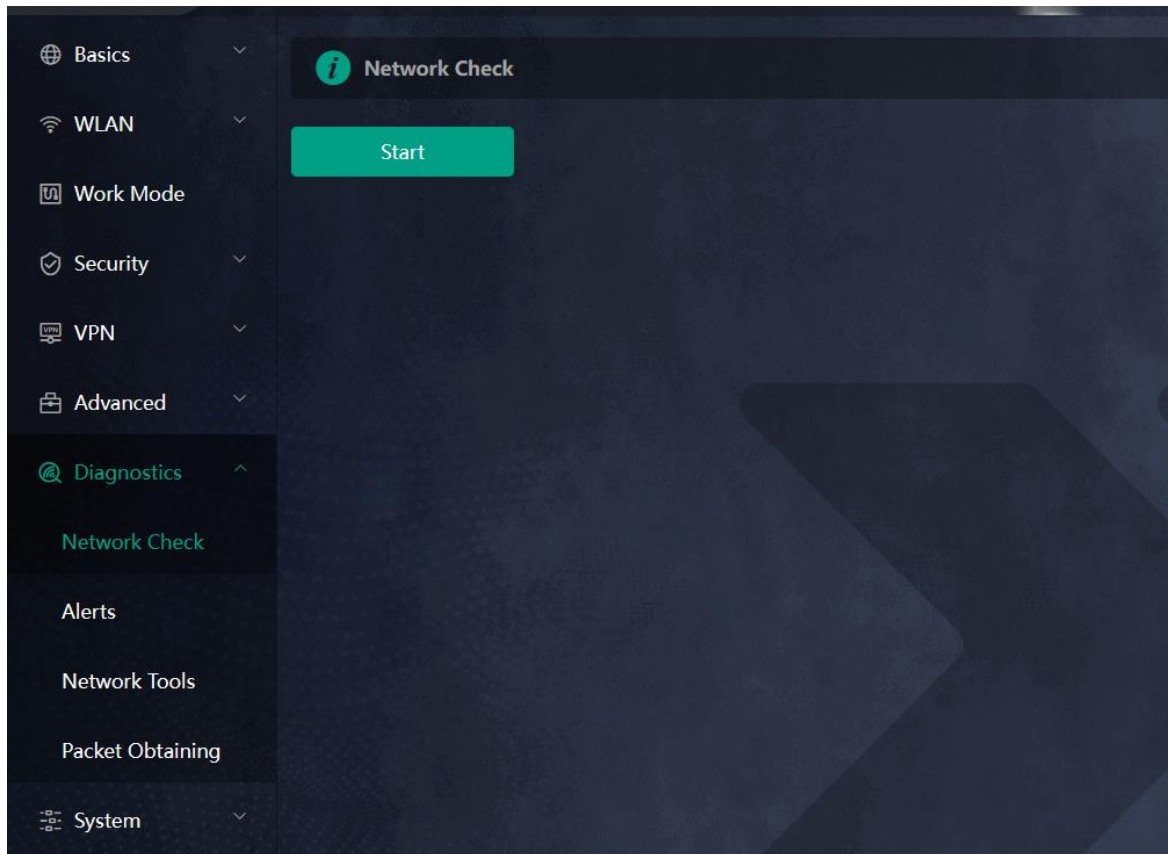 Basics
WLAN
Work Mode
Security
VPN
VPN
Advanced
Diagnostics
Network Check
Alerts
Network Tools
Packet Obtaining
System
i
Network Check
Start